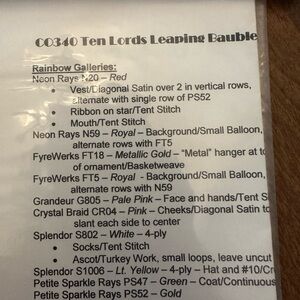 CO340 Ten Lords Leaping Bauble
Rainbow Galleries:
Neon Rays N20 – Red
• Vest/Diagonal Satin over 2 in vertical rows,
alternate with single row of PS52
• Ribbon on star/Tent Stitch
• Mouth/Tent Stitch
Neon Rays N59 – Royal – Background/Small Balloon,
alternate rows with FT5
FyreWerks FT18 – Metallic Gold – “Metal” hanger at to
of ornament/Basketweave
FyreWerks FT5 – Royal - Background/Small Balloon,
alternate rows with N59
Grandeur G805 – Pale Pink – Face and hands/Tent S
Crystal Braid CR04 – Pink – Cheeks/Diagonal Satin to
slant each side to center
Splendor S802 – White – 4-ply
• Socks/Tent Stitch
• Ascot/Turkey Work, small loops, leave uncut
Splendor S1006 – Lt. Yellow – 4-ply – Hat and #10/Cr
Petite Sparkle Rays PS47 – Green – Coat/Continuous
Petite Sparkle Rays PS52 – Gold